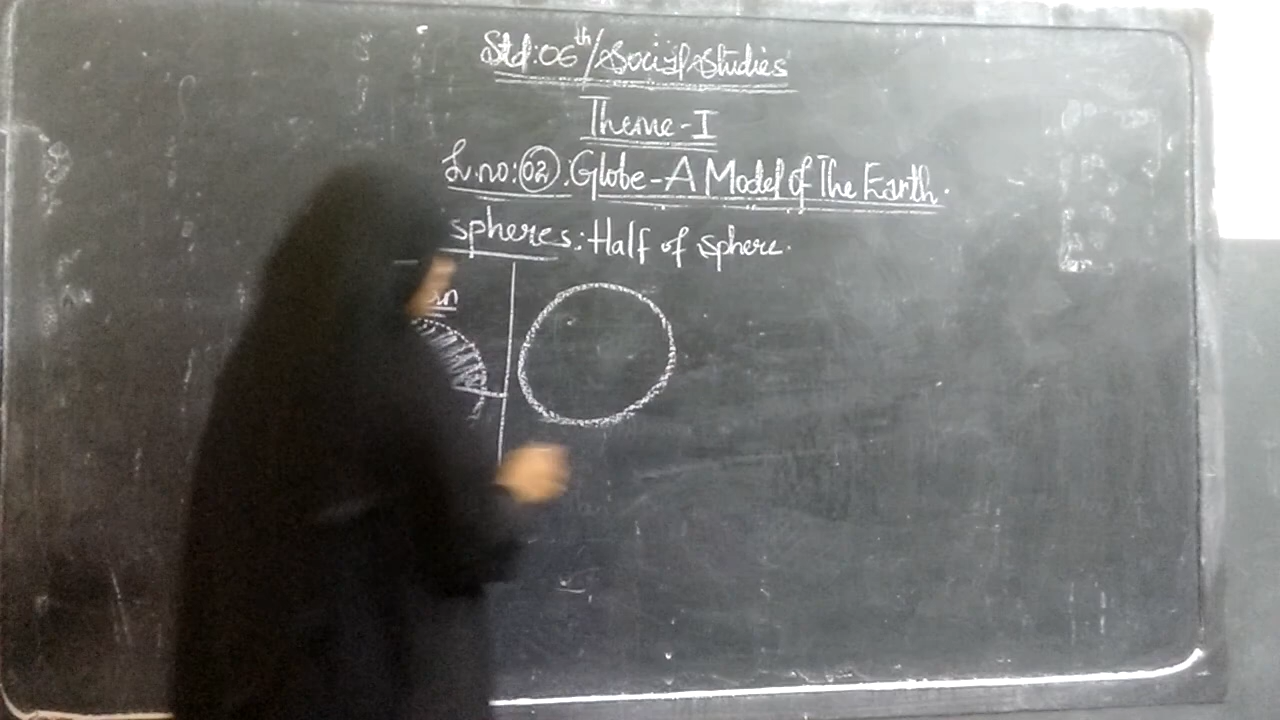 Std:06th/Social Studies
Theme-I
L.no:02:Globe-A Model of The Earth.
spheres:Half of sphere.